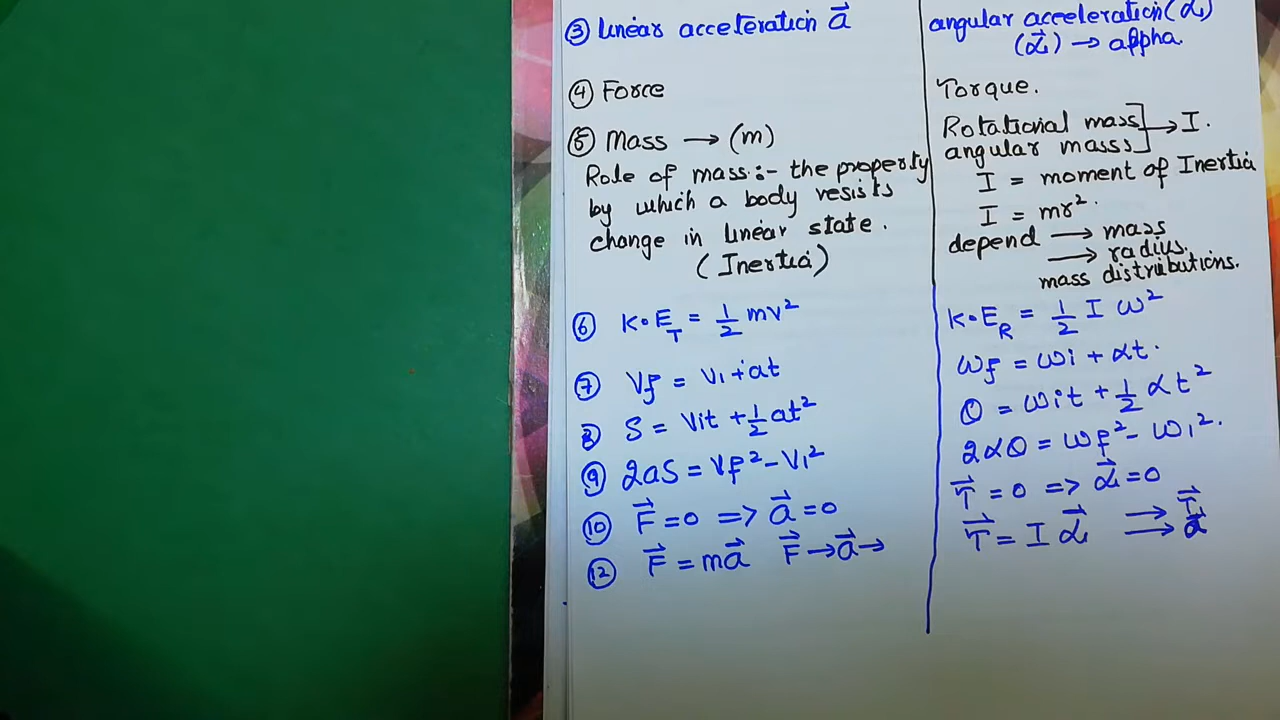 ③ Linear acceleration a⃗
④ Force
⑤ Mass → (m)
Role of mass :- the property
by which a body resists
change in linear state.
(Inertia)
⑥ K.E_T = ½ mv²
⑦ Vf = Vi + at
⑧ S = Vit + ½ at²
⑨ 2aS = Vf² - Vi²
⑩ F⃗ = 0 => a⃗ = 0
⑫ F⃗ = ma⃗ F⃗ → a⃗ →
angular acceleration (α)
(α⃗) → alpha
Torque.
Rotational mass] → I.
angular masss
I = moment of Inertia
I = mr².
depend → mass
→ radius.
mass distributions.
K.E_R = ½ I ω²
ωf = ωi + αt.
θ = ωit + ½ αt²
2αθ = ωf² - ωi².
τ⃗ = 0 => α⃗ = 0
τ⃗ = I α⃗ → τ⃗
→ α⃗